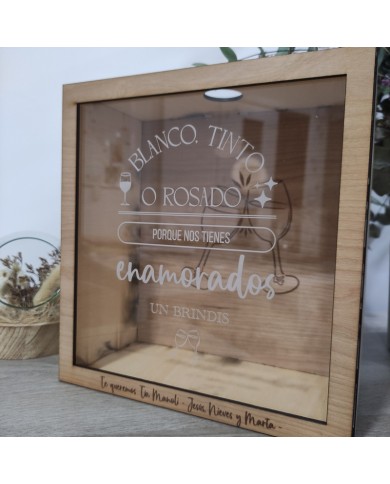 BLANCO, TINTO
O ROSADO
PORQUE NOS TIENES
enamorados
UN BRINDIS
Te queremos Tía Manoli - Jesús, Nieves y Marta -